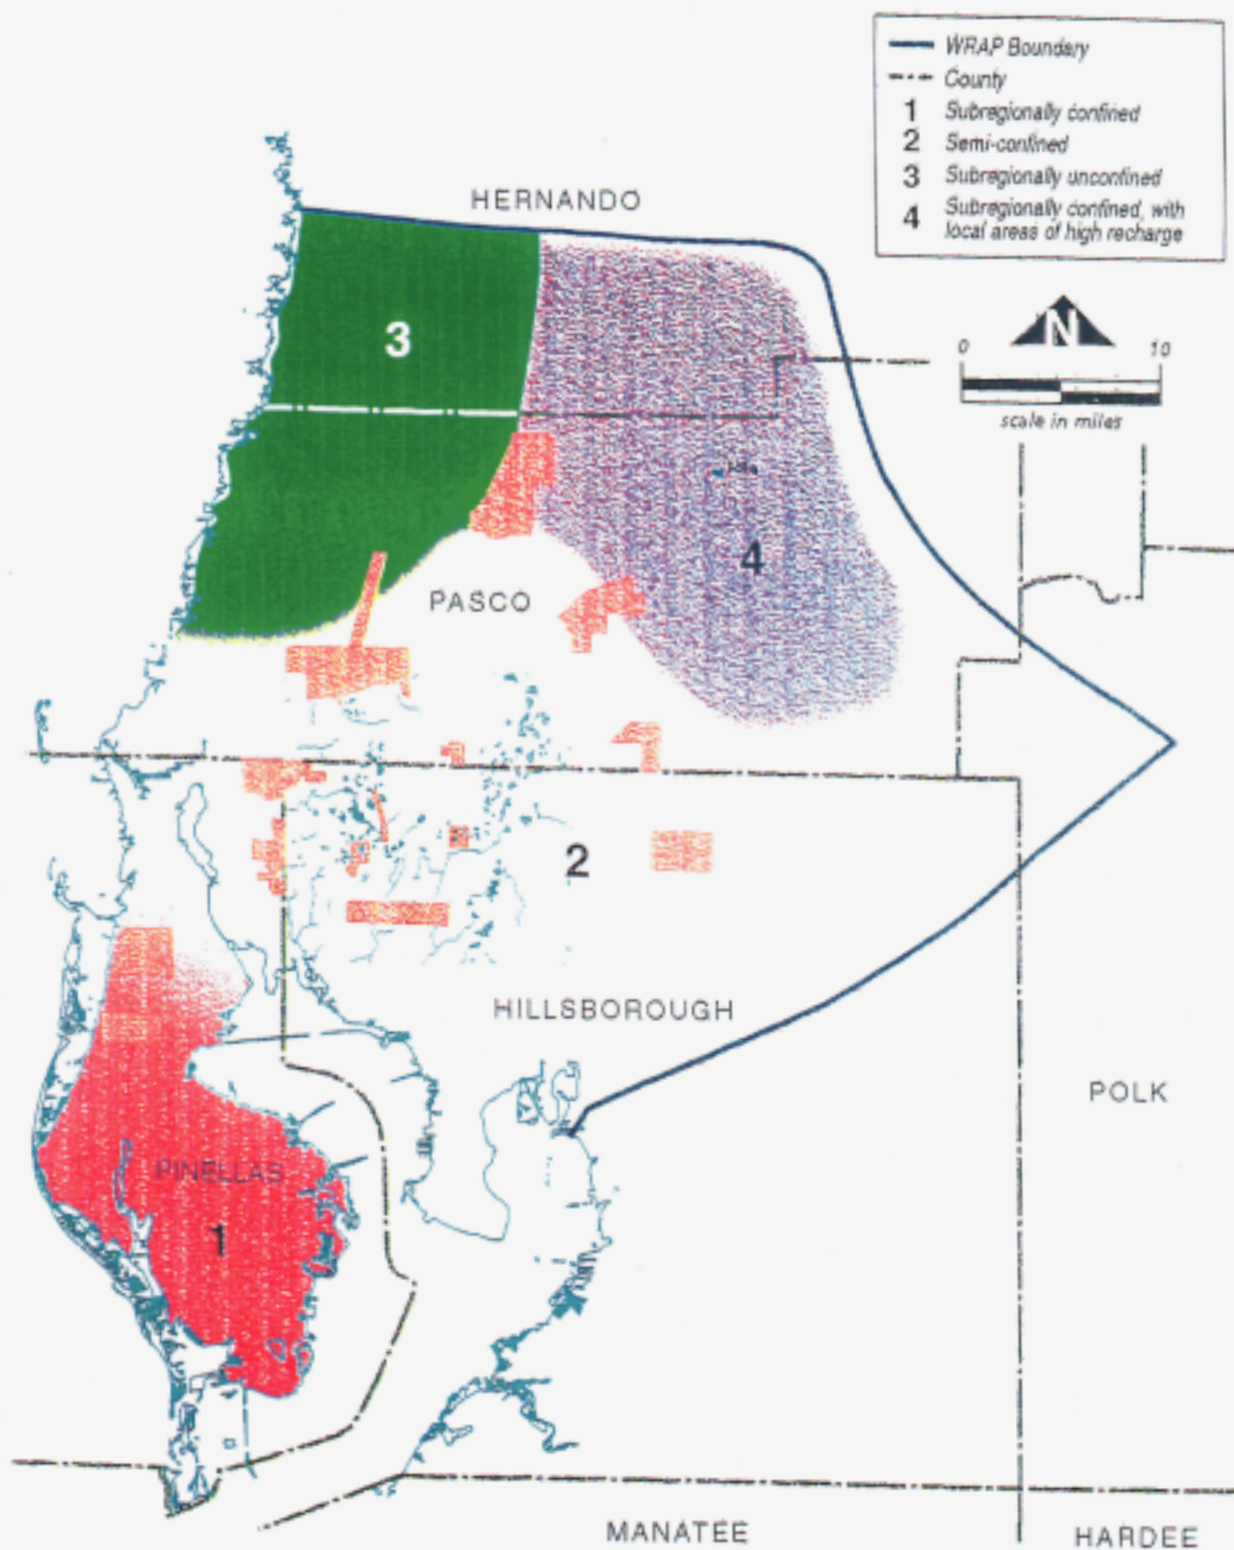 WRAP Boundary
County
1 Subregionally confined
2 Semi-confined
3 Subregionally unconfined
4 Subregionally confined, with
local areas of high recharge
HERNANDO
N
0 10
scale in miles
3
4
PASCO
2
HILLSBOROUGH
POLK
PINELLAS
1
MANATEE
HARDEE